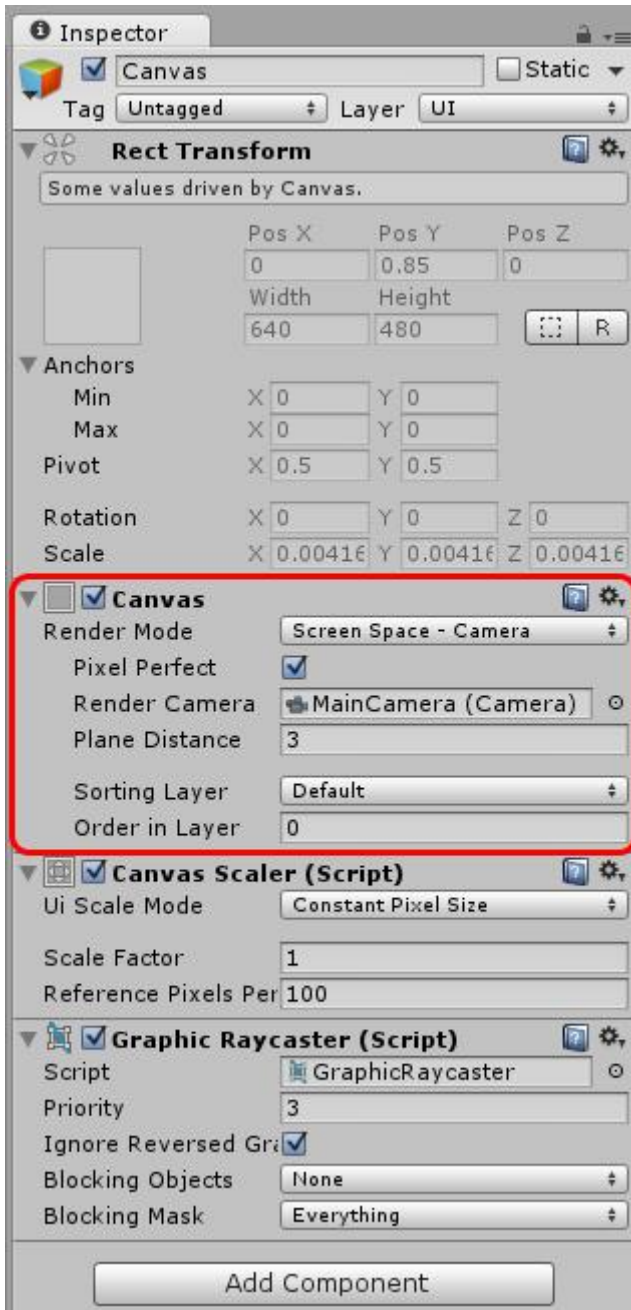 Inspector
Canvas Static
Tag Untagged Layer UI
Rect Transform
Some values driven by Canvas.
Pos X Pos Y Pos Z
0 0.85 0
Width Height
640 480 R
Anchors
Min X 0 Y 0
Max X 0 Y 0
Pivot X 0.5 Y 0.5
Rotation X 0 Y 0 Z 0
Scale X 0.00416 Y 0.00416 Z 0.00416
Canvas
Render Mode Screen Space - Camera
Pixel Perfect
Render Camera MainCamera (Camera)
Plane Distance 3
Sorting Layer Default
Order in Layer 0
Canvas Scaler (Script)
Ui Scale Mode Constant Pixel Size
Scale Factor 1
Reference Pixels Per 100
Graphic Raycaster (Script)
Script GraphicRaycaster
Priority 3
Ignore Reversed Gra
Blocking Objects None
Blocking Mask Everything
Add Component